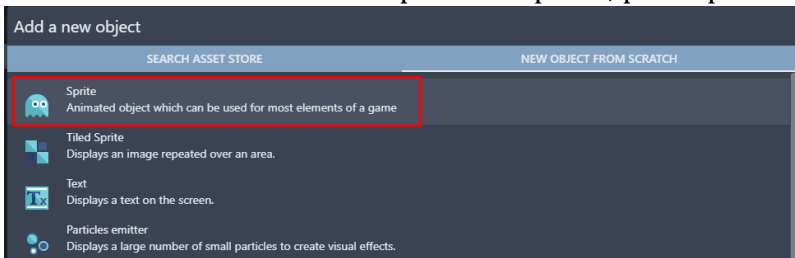 Add a new object
SEARCH ASSET STORE
NEW OBJECT FROM SCRATCH
Sprite
Animated object which can be used for most elements of a game
Tiled Sprite
Displays an image repeated over an area.
Tx
Text
Displays a text on the screen.
Particles emitter
Displays a large number of small particles to create visual effects.